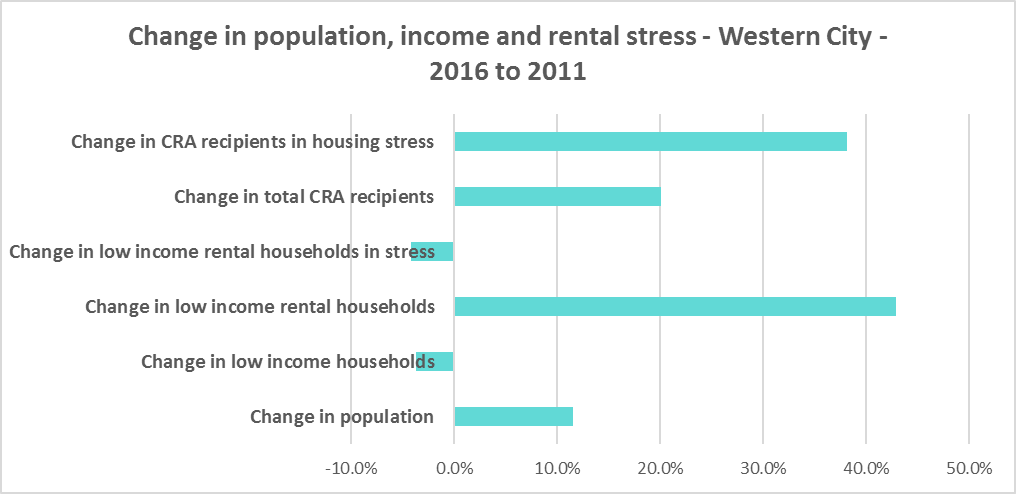 Change in population, income and rental stress - Western City -
2016 to 2011
Change in CRA recipients in housing stress
Change in total CRA recipients
Change in low income rental households in stress
Change in low income rental households
Change in low income households
Change in population
-10.0% 0.0% 10.0% 20.0% 30.0% 40.0% 50.0%